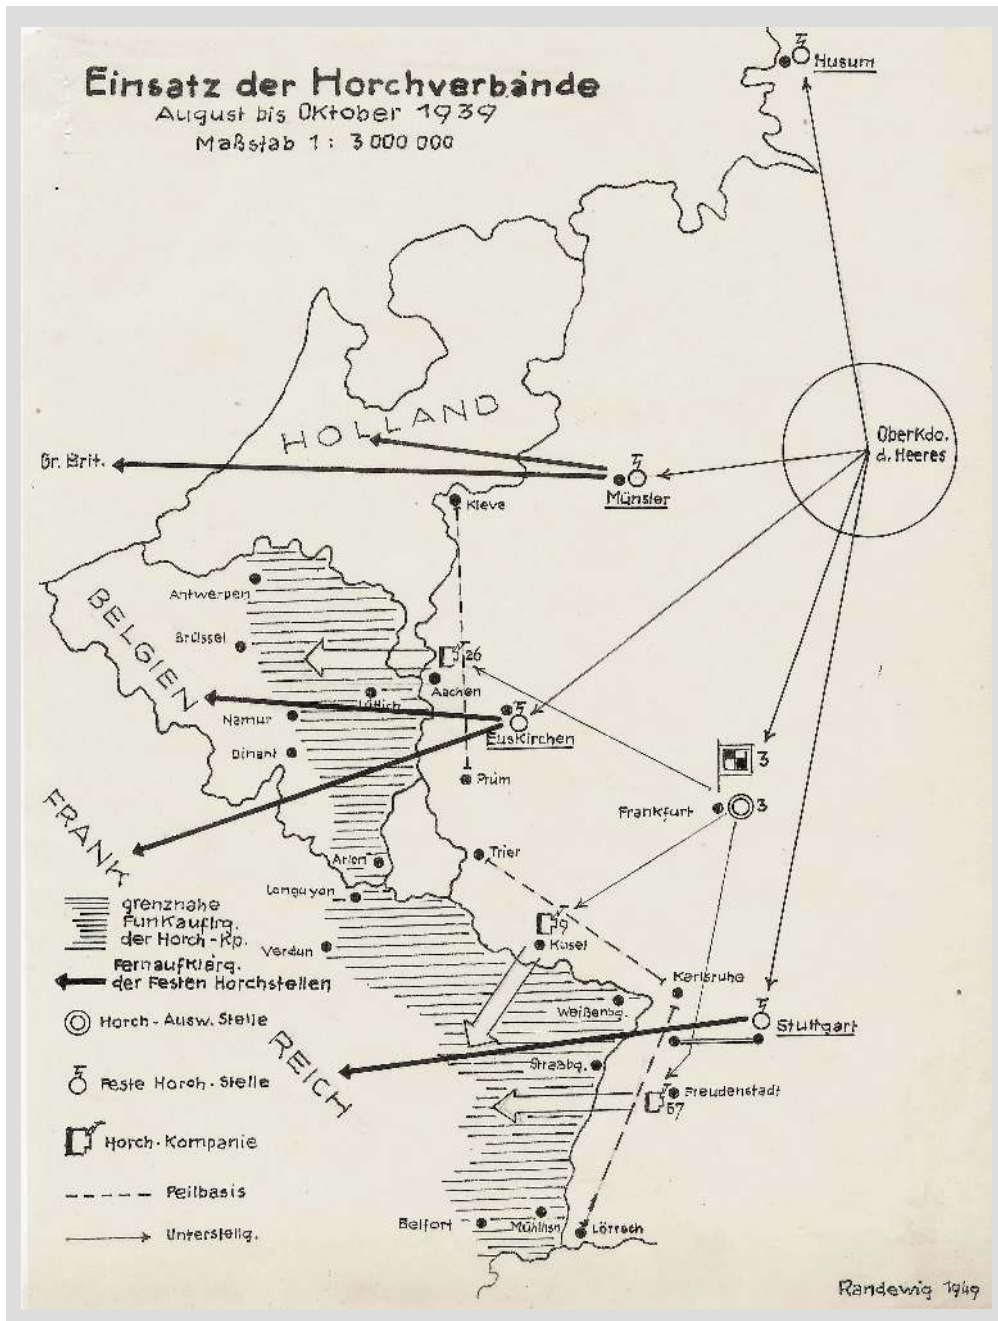 Einsatz der Horchverbände
August bis Oktober 1939
Maßstab 1 : 3 000 000
Husum
HOLLAND
OberKdo.
d. Heeres
Gr. Brit.
Münster
Kleve
Antwerpen
BELGIEN
Brüssel
26
Aachen
Lüttich
Namur
Euskirchen
Dinant
Prüm
3
Frankfurt
3
FRANK
Arlon
Trier
Longuyon
grenznahe
Funkauflrg.
der Horch-Kp.
9
Kusel
Verdun
Fernaufklärg.
der Festen Horchstellen
Karlsruhe
Weißenbg.
Horch-Ausw. Stelle
Stuttgart
REICH
Straßbg.
Feste Horch-Stelle
Freudenstadt
57
Horch-Kompanie
Peilbasis
Belfort
Mühlhsn
Lörrach
Unterstellg.
Randewig 1949